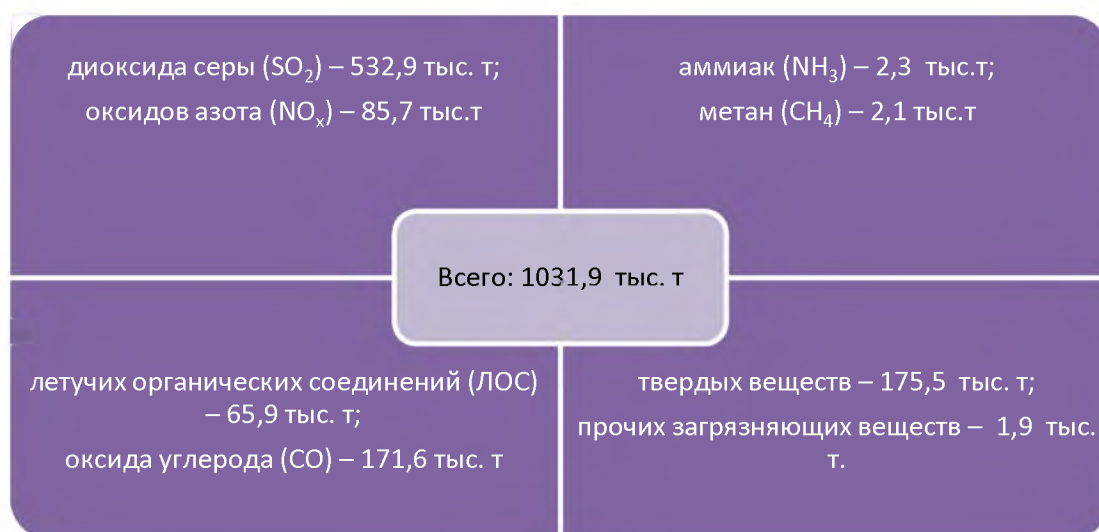 диоксида серы (SO₂) – 532,9 тыс. т;
оксидов азота (NOₓ) – 85,7 тыс.т
аммиак (NH₃) – 2,3 тыс.т;
метан (CH₄) – 2,1 тыс.т
Всего: 1031,9 тыс. т
летучих органических соединений (ЛОС)
– 65,9 тыс. т;
оксида углерода (СО) – 171,6 тыс. т
твердых веществ – 175,5 тыс. т;
прочих загрязняющих веществ – 1,9 тыс.
т.